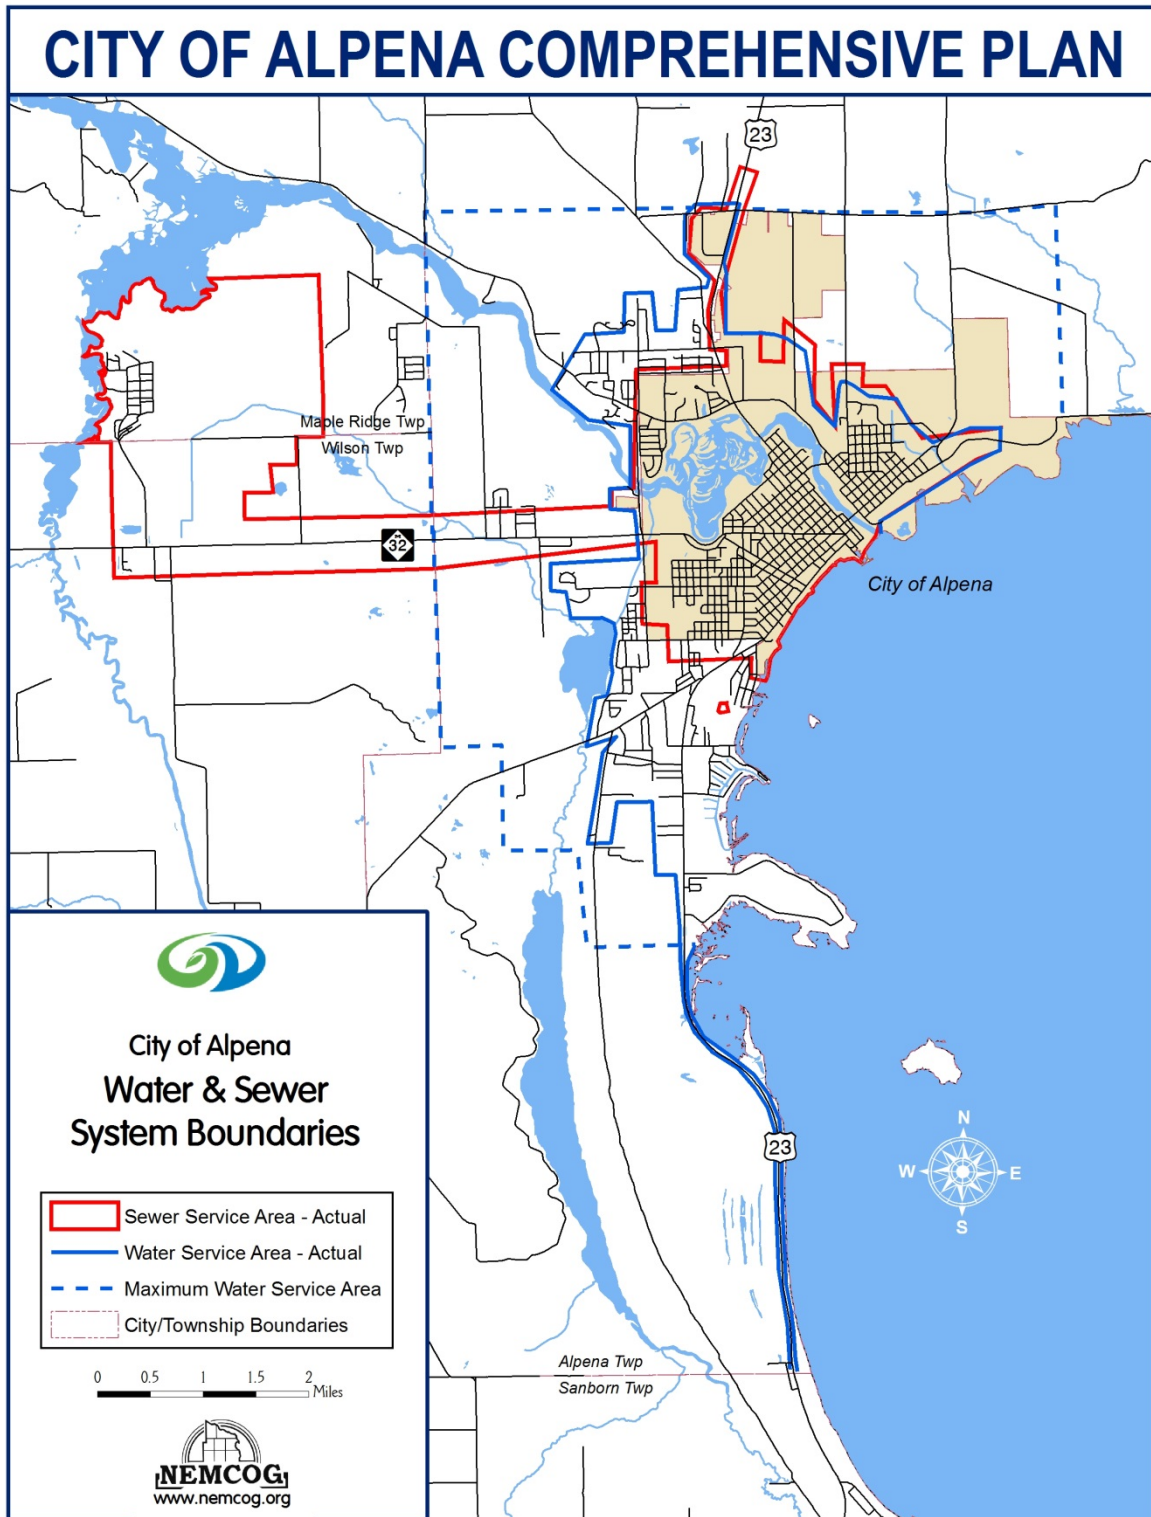 CITY OF ALPENA COMPREHENSIVE PLAN
23
Maple Ridge Twp
Wilson Twp
M
32
City of Alpena
City of Alpena
Water & Sewer
System Boundaries
Sewer Service Area - Actual
Water Service Area - Actual
Maximum Water Service Area
City/Township Boundaries
0 0.5 1 1.5 2
Miles
NEMCOG
www.nemcog.org
N
W E
S
23
Alpena Twp
Sanborn Twp